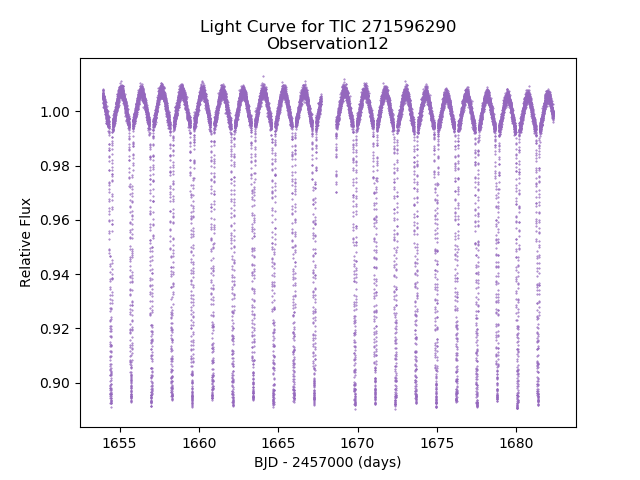 Light Curve for TIC 271596290
Observation12
Relative Flux
1.00
0.98
0.96
0.94
0.92
0.90
1655 1660 1665 1670 1675 1680
BJD - 2457000 (days)